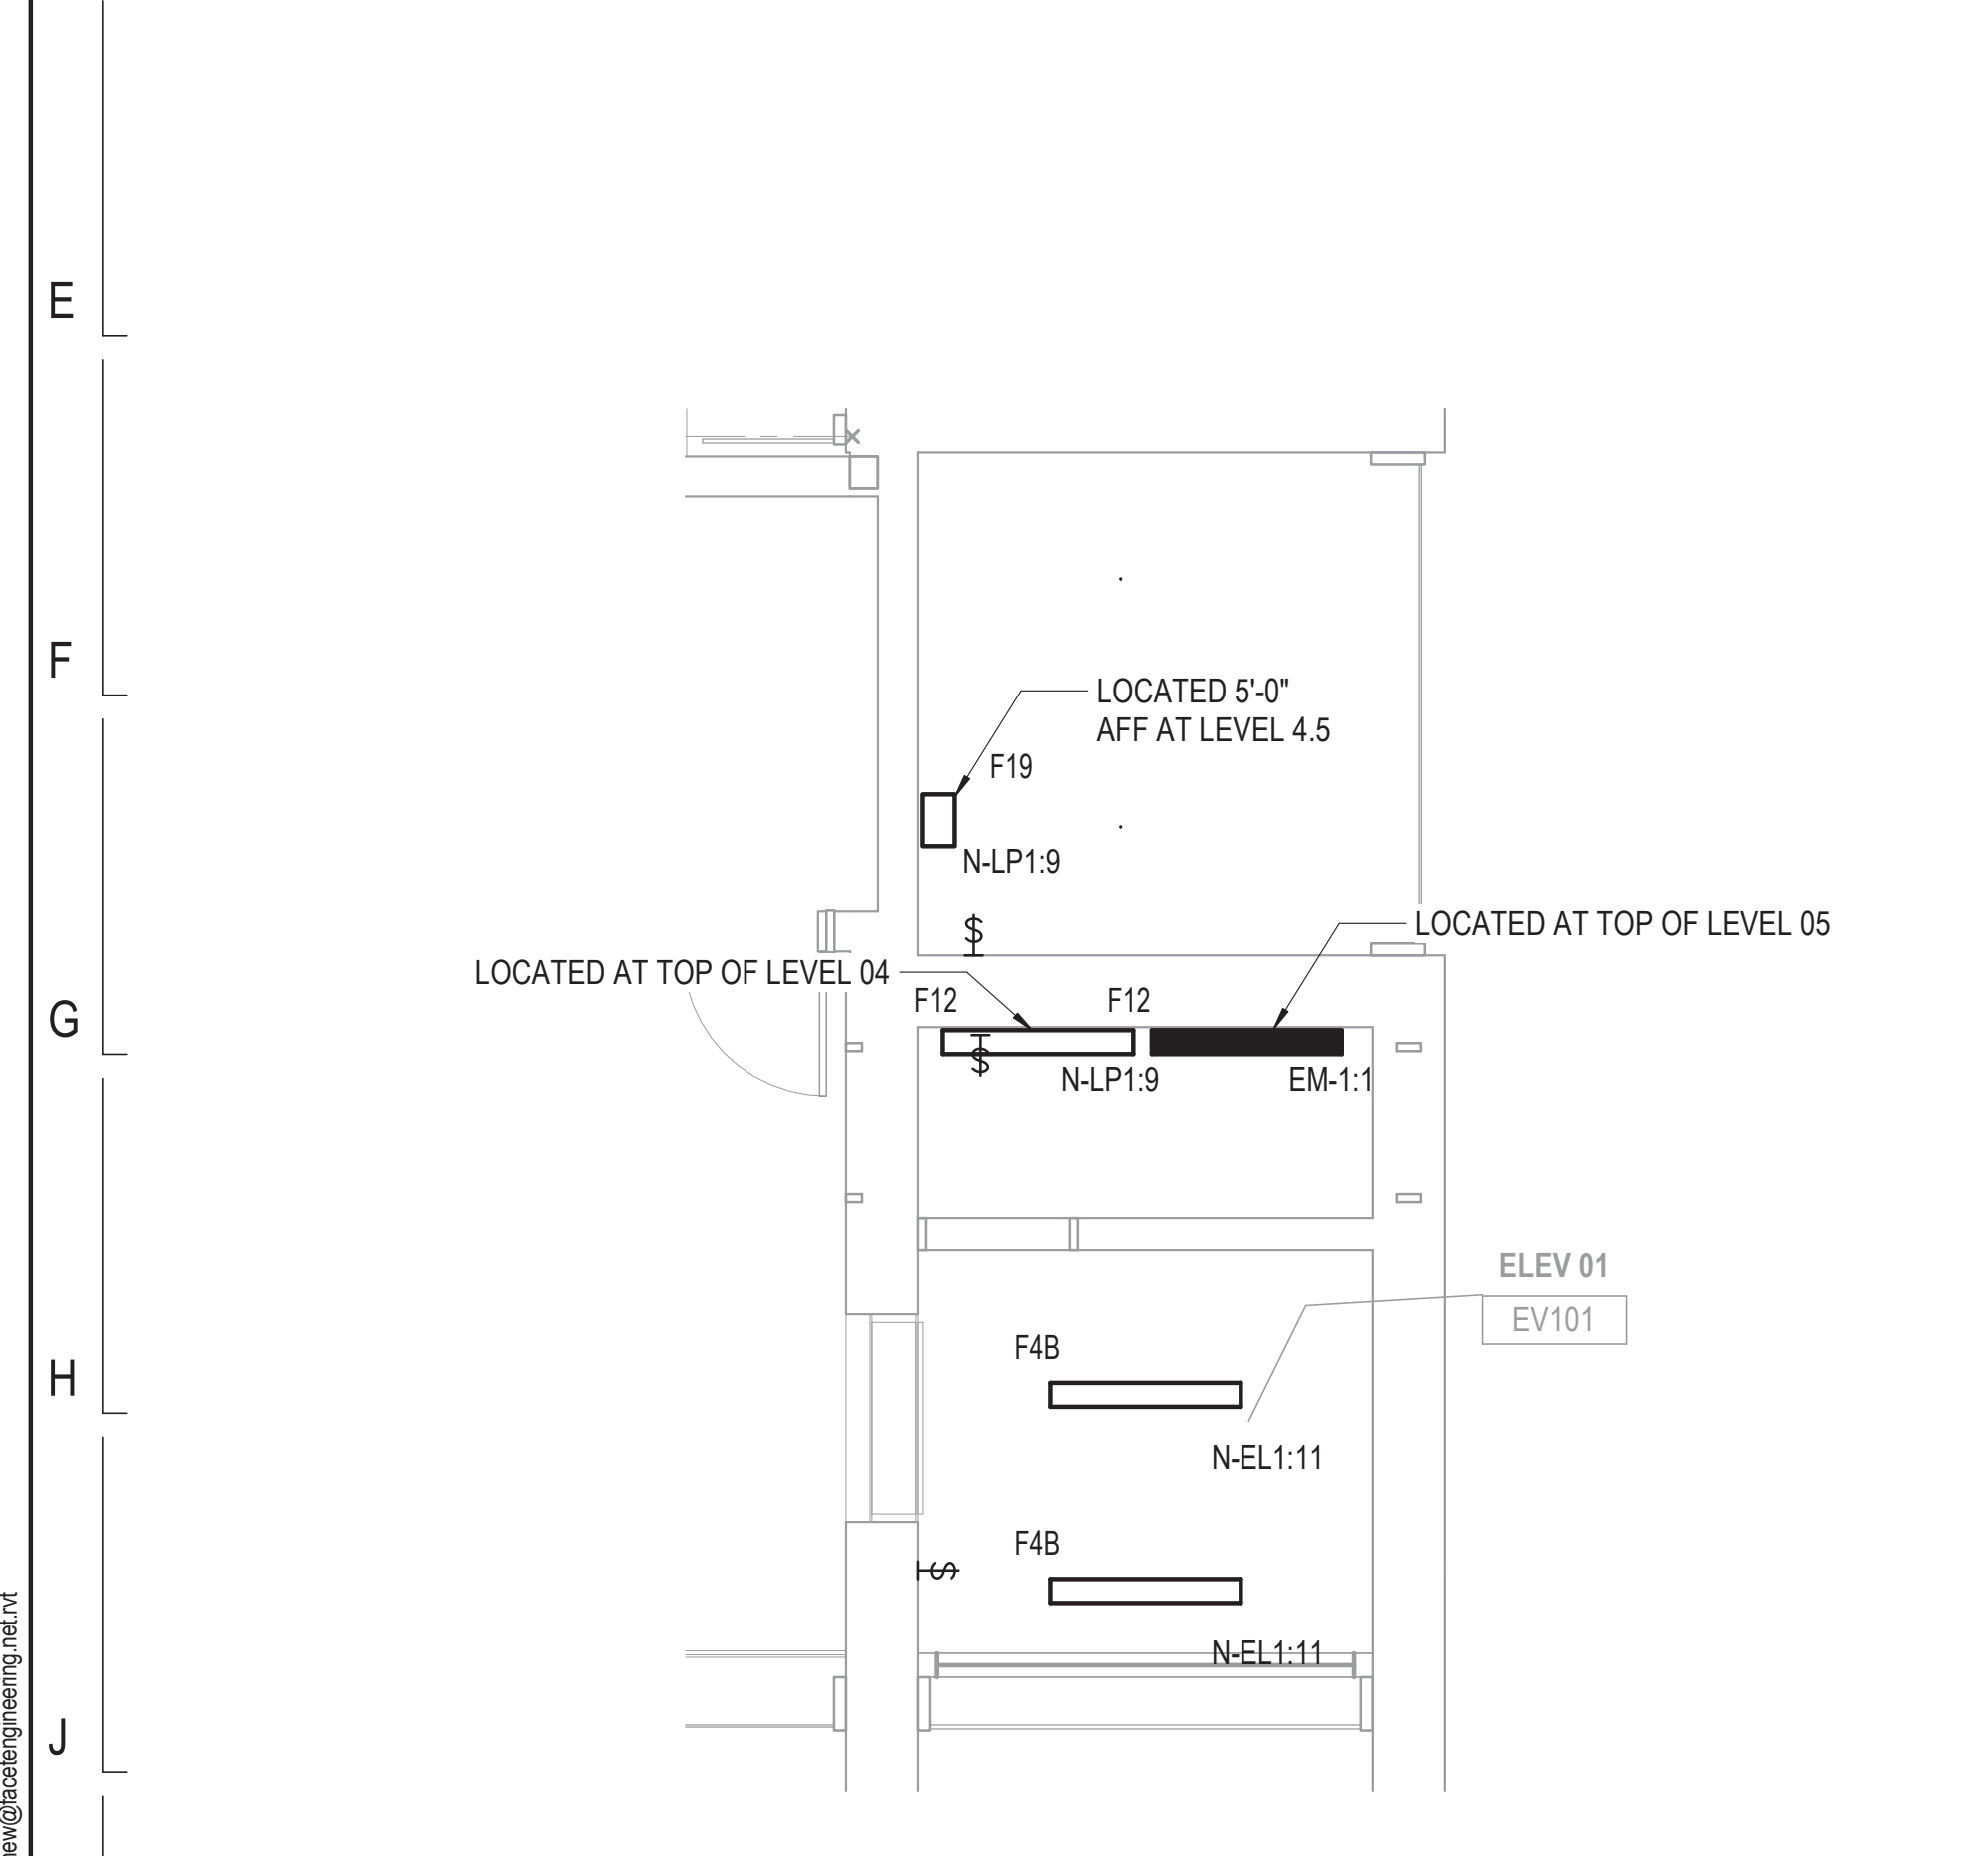 E
LOCATED 5'-0"
AFF AT LEVEL 4.5
F
F19
N-LP1:9
$
LOCATED AT TOP OF LEVEL 05
LOCATED AT TOP OF LEVEL 04
F12
F12
G
$
N-LP1:9
EM-1:1
ELEV 01
EV101
F4B
H
N-EL1:11
F4B
$
N-EL1:11
J
new@facetengineering.net.rvt